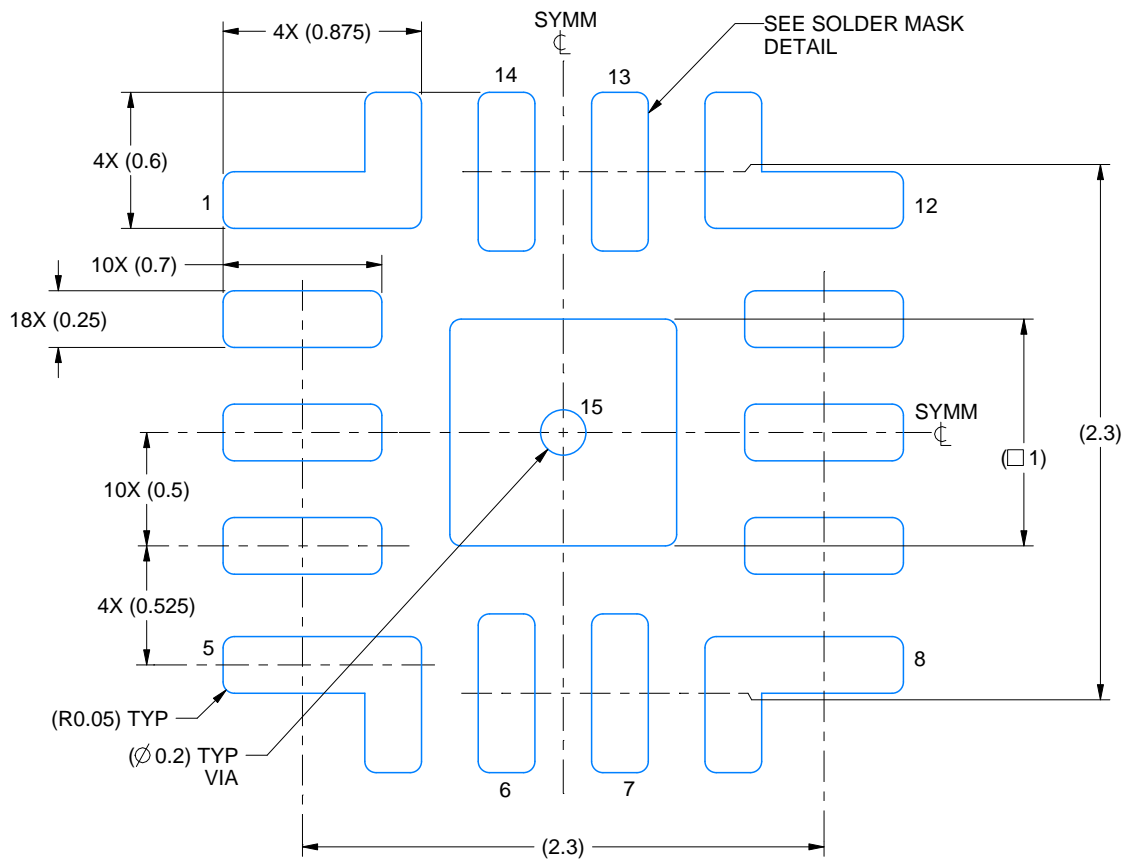 4X (0.875)
SYMM
℄
SEE SOLDER MASK
DETAIL
14
13
4X (0.6)
1
12
10X (0.7)
18X (0.25)
15
SYMM
℄
(2.3)
(□ 1)
10X (0.5)
4X (0.525)
5
8
(R0.05) TYP
(∅ 0.2) TYP
VIA
6
7
(2.3)